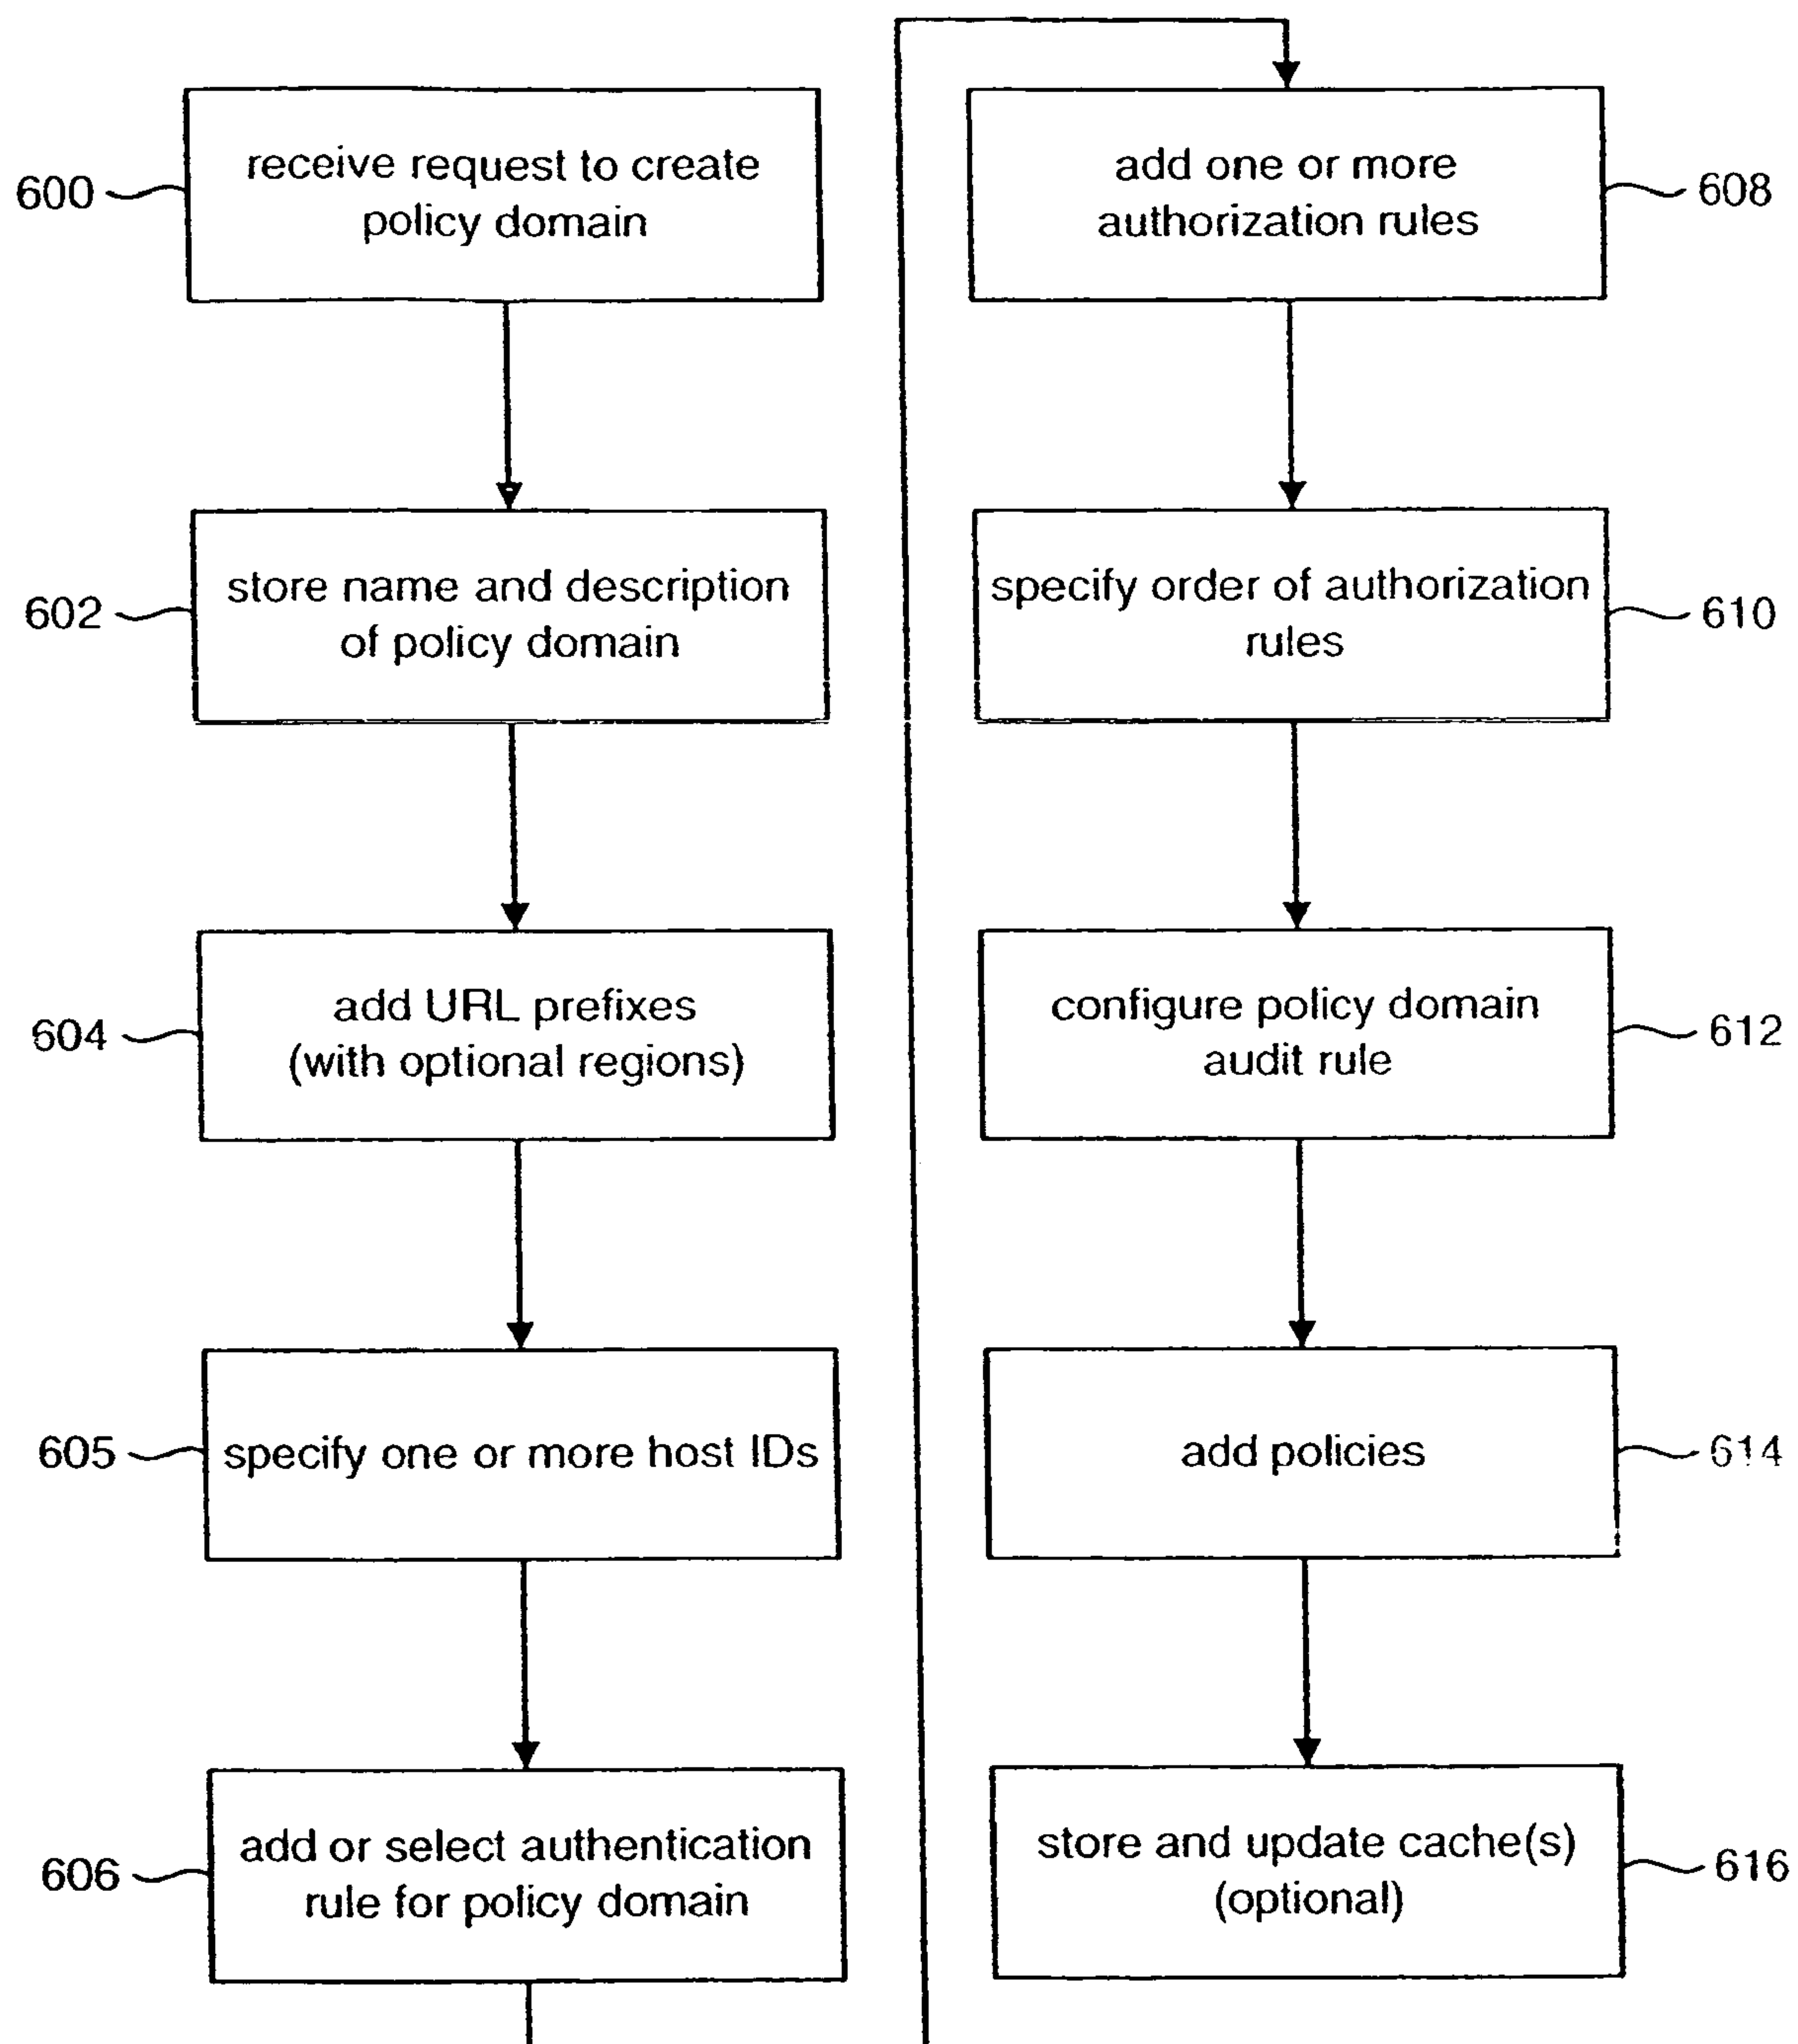 600
receive request to create
policy domain
602
store name and description
of policy domain
604
add URL prefixes
(with optional regions)
605
specify one or more host IDs
606
add or select authentication
rule for policy domain
add one or more
authorization rules
608
specify order of authorization
rules
610
configure policy domain
audit rule
612
add policies
614
store and update cache(s)
(optional)
616